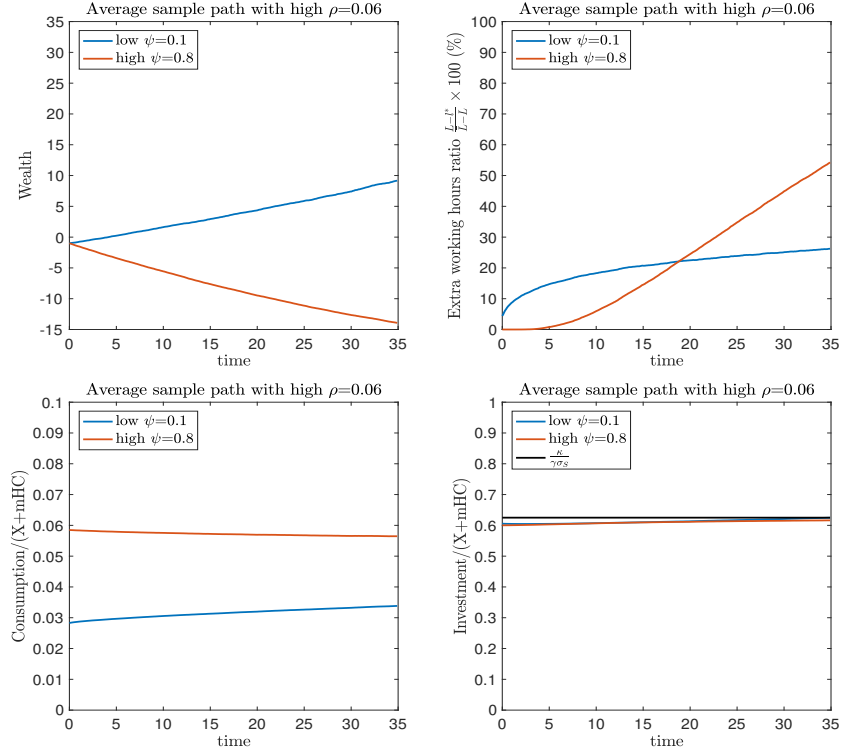 Average sample path with high ρ=0.06
35
30
25
20
15
10
5
0
-5
-10
-15
Wealth
low ψ=0.1
high ψ=0.8
0 5 10 15 20 25 30 35
time
Average sample path with high ρ=0.06
100
90
80
70
60
50
40
30
20
10
0
Extra working hours ratio \frac{L-l^*}{L-L} × 100 (%)
low ψ=0.1
high ψ=0.8
0 5 10 15 20 25 30 35
time
Average sample path with high ρ=0.06
0.1
0.09
0.08
0.07
0.06
0.05
0.04
0.03
0.02
0.01
0
Consumption/(X+mHC)
low ψ=0.1
high ψ=0.8
0 5 10 15 20 25 30 35
time
Average sample path with high ρ=0.06
1
0.9
0.8
0.7
0.6
0.5
0.4
0.3
0.2
0.1
0
Investment/(X+mHC)
low ψ=0.1
high ψ=0.8
\frac{κ}{γσ_S}
0 5 10 15 20 25 30 35
time